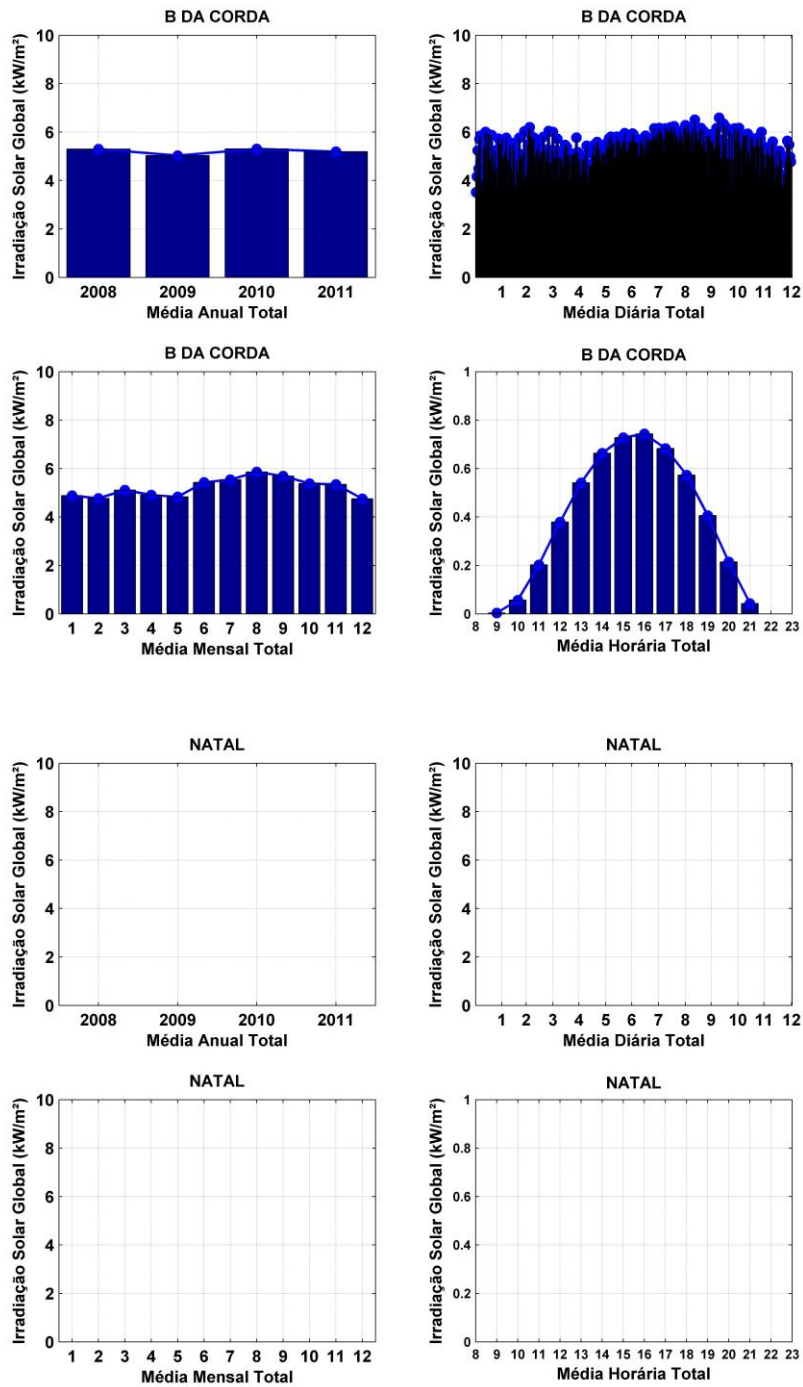 B DA CORDA
Irradiação Solar Global (kW/m²)
10
8
6
4
2
0
2008 2009 2010 2011
Média Anual Total
B DA CORDA
Irradiação Solar Global (kW/m²)
10
8
6
4
2
0
1 2 3 4 5 6 7 8 9 10 11 12
Média Diária Total
B DA CORDA
Irradiação Solar Global (kW/m²)
10
8
6
4
2
0
1 2 3 4 5 6 7 8 9 10 11 12
Média Mensal Total
B DA CORDA
Irradiação Solar Global (kW/m²)
1
0.8
0.6
0.4
0.2
0
8 9 10 11 12 13 14 15 16 17 18 19 20 21 22 23
Média Horária Total
NATAL
Irradiação Solar Global (kW/m²)
10
8
6
4
2
0
2008 2009 2010 2011
Média Anual Total
NATAL
Irradiação Solar Global (kW/m²)
10
8
6
4
2
0
1 2 3 4 5 6 7 8 9 10 11 12
Média Diária Total
NATAL
Irradiação Solar Global (kW/m²)
10
8
6
4
2
0
1 2 3 4 5 6 7 8 9 10 11 12
Média Mensal Total
NATAL
Irradiação Solar Global (kW/m²)
1
0.8
0.6
0.4
0.2
0
8 9 10 11 12 13 14 15 16 17 18 19 20 21 22 23
Média Horária Total